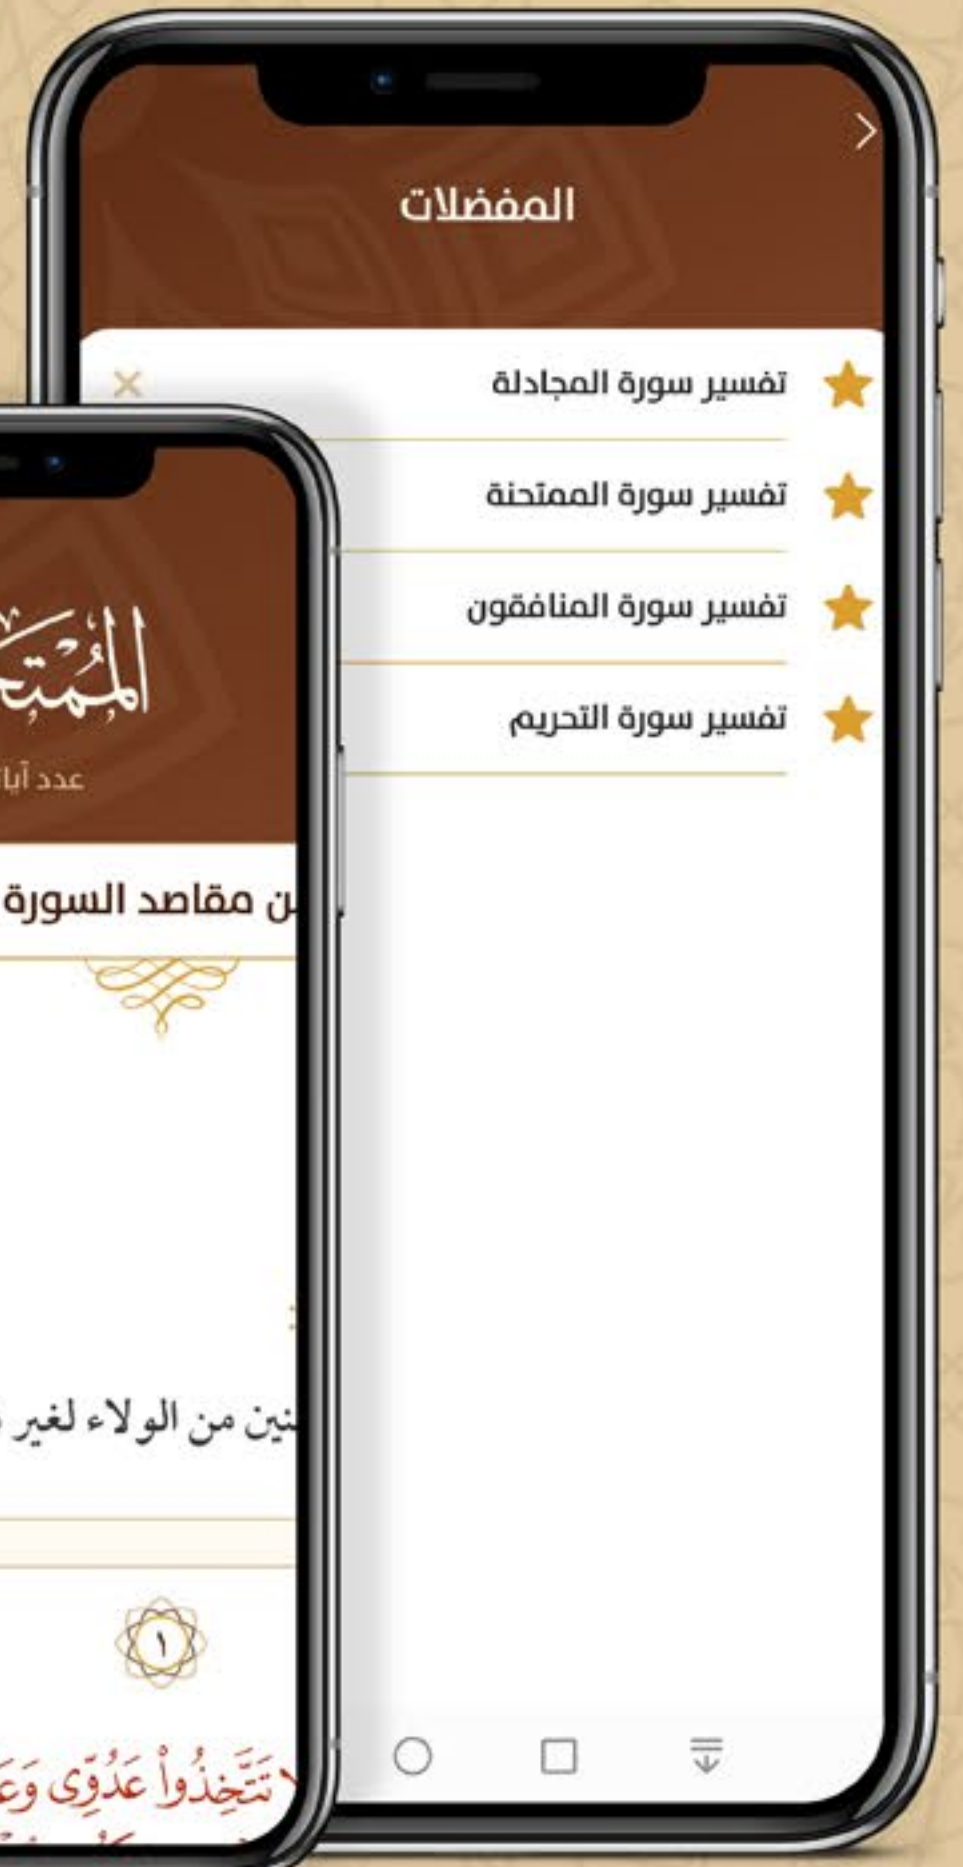 المفضلات
تفسير سورة المجادلة
تفسير سورة الممتحنة
تفسير سورة المنافقون
تفسير سورة التحريم
عدد
مقاصد السورة
من الولاء لغير
١
تَتَّخِذُوا۟ عَدُوِّى